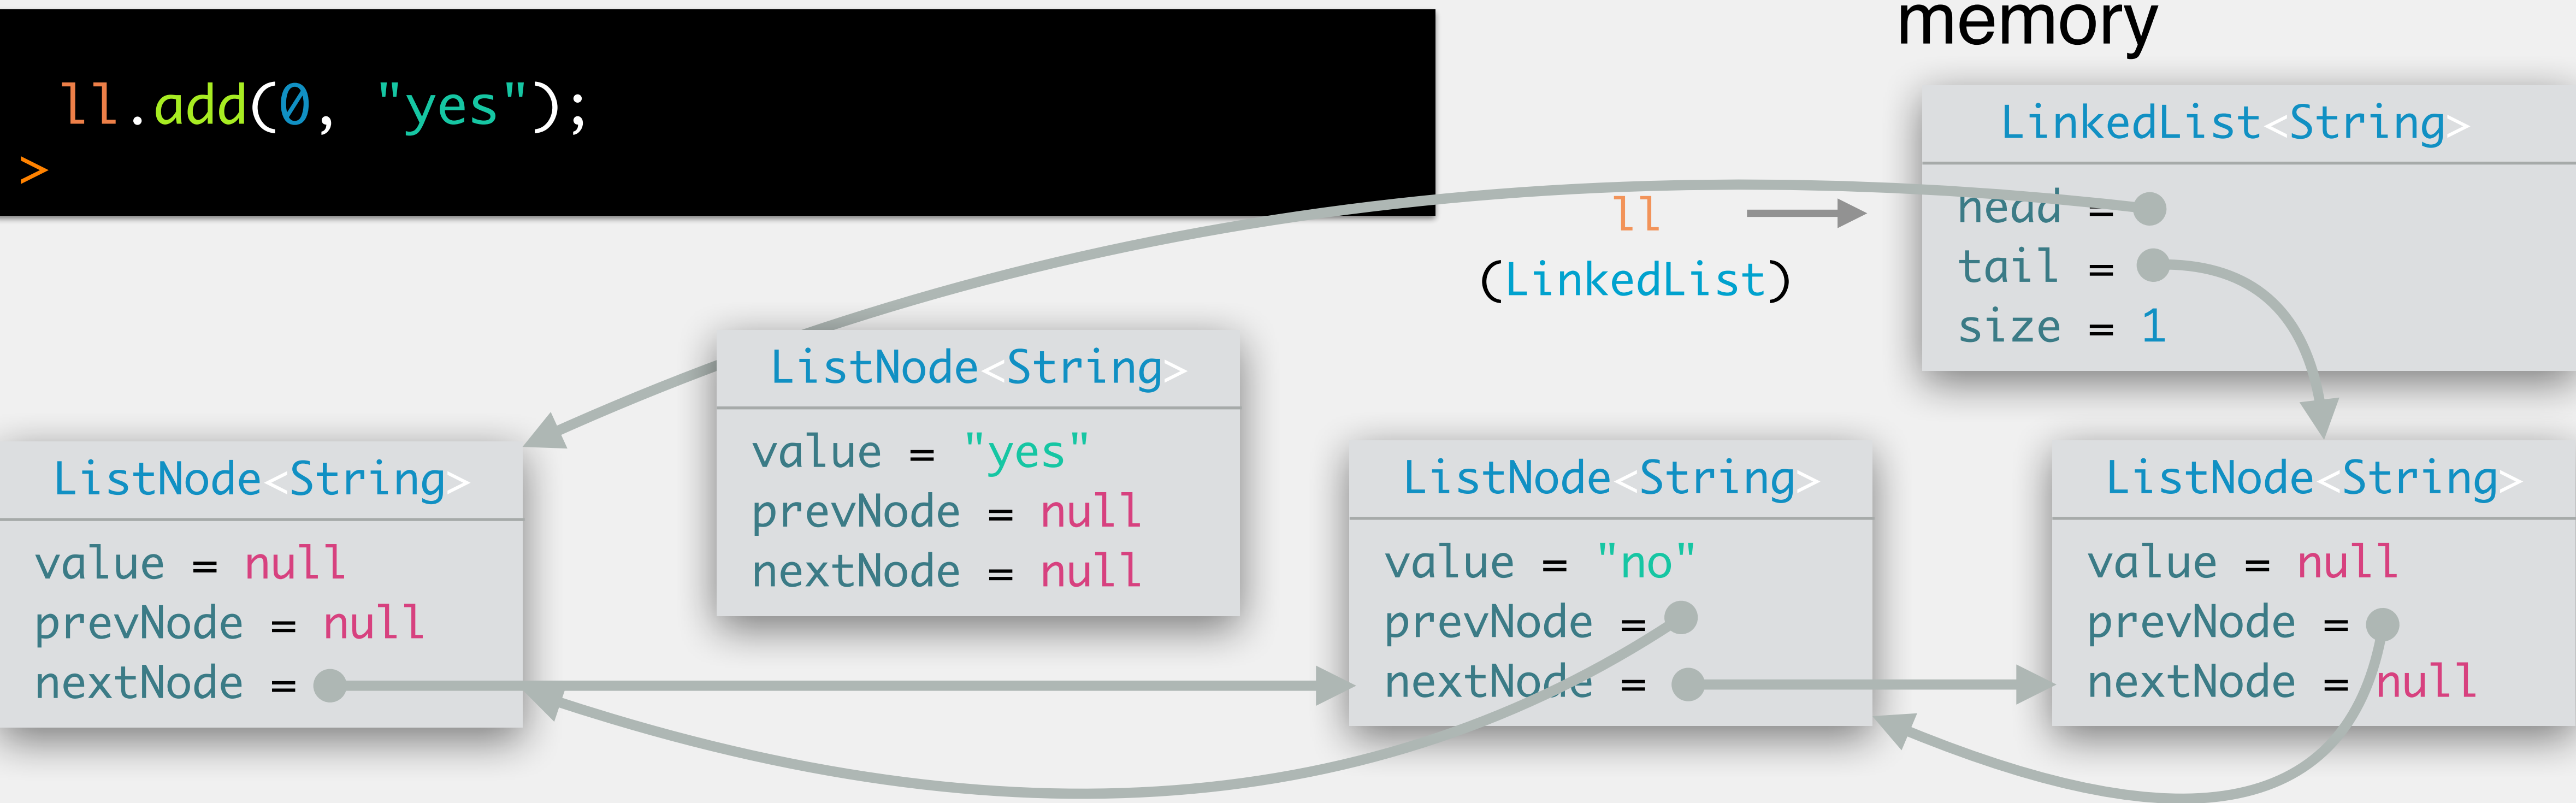 memory
ll.add(0, "yes");
>
LinkedList<String>
head =
tail =
size = 1
ll
(LinkedList)
ListNode<String>
value = "yes"
prevNode = null
nextNode = null
ListNode<String>
value = null
prevNode = null
nextNode =
ListNode<String>
value = "no"
prevNode =
nextNode =
ListNode<String>
value = null
prevNode =
nextNode = null